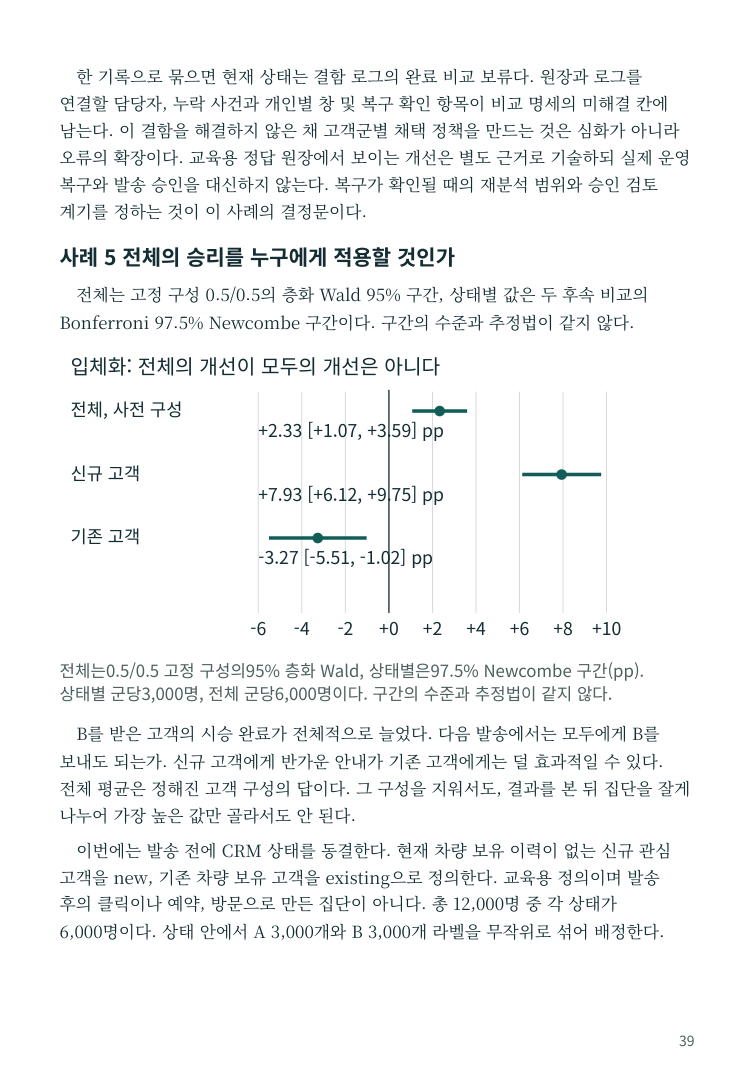 한 기록으로 묶으면 현재 상태는 결함 로그의 완료 비교 보류다. 원장과 로그를
연결할 담당자, 누락 사건과 개인별 창 및 복구 확인 항목이 비교 명세의 미해결 칸에
남는다. 이 결함을 해결하지 않은 채 고객군별 채택 정책을 만드는 것은 심화가 아니라
오류의 확장이다. 교육용 정답 원장에서 보이는 개선은 별도 근거로 기술하되 실제 운영
복구와 발송 승인을 대신하지 않는다. 복구가 확인될 때의 재분석 범위와 승인 검토
계기를 정하는 것이 이 사례의 결정문이다.
사례 5 전체의 승리를 누구에게 적용할 것인가
전체는 고정 구성 0.5/0.5의 층화 Wald 95% 구간, 상태별 값은 두 후속 비교의
Bonferroni 97.5% Newcombe 구간이다. 구간의 수준과 추정법이 같지 않다.
입체화: 전체의 개선이 모두의 개선은 아니다
전체, 사전 구성
+2.33 [+1.07, +3.59] pp
신규 고객
+7.93 [+6.12, +9.75] pp
기존 고객
-3.27 [-5.51, -1.02] pp
-6 -4 -2 +0 +2 +4 +6 +8 +10
전체는0.5/0.5 고정 구성의95% 층화 Wald, 상태별은97.5% Newcombe 구간(pp).
상태별 군당3,000명, 전체 군당6,000명이다. 구간의 수준과 추정법이 같지 않다.
B를 받은 고객의 시승 완료가 전체적으로 늘었다. 다음 발송에서는 모두에게 B를
보내도 되는가. 신규 고객에게 반가운 안내가 기존 고객에게는 덜 효과적일 수 있다.
전체 평균은 정해진 고객 구성의 답이다. 그 구성을 지워서도, 결과를 본 뒤 집단을 잘게
나누어 가장 높은 값만 골라서도 안 된다.
이번에는 발송 전에 CRM 상태를 동결한다. 현재 차량 보유 이력이 없는 신규 관심
고객을 new, 기존 차량 보유 고객을 existing으로 정의한다. 교육용 정의이며 발송
후의 클릭이나 예약, 방문으로 만든 집단이 아니다. 총 12,000명 중 각 상태가
6,000명이다. 상태 안에서 A 3,000개와 B 3,000개 라벨을 무작위로 섞어 배정한다.
39